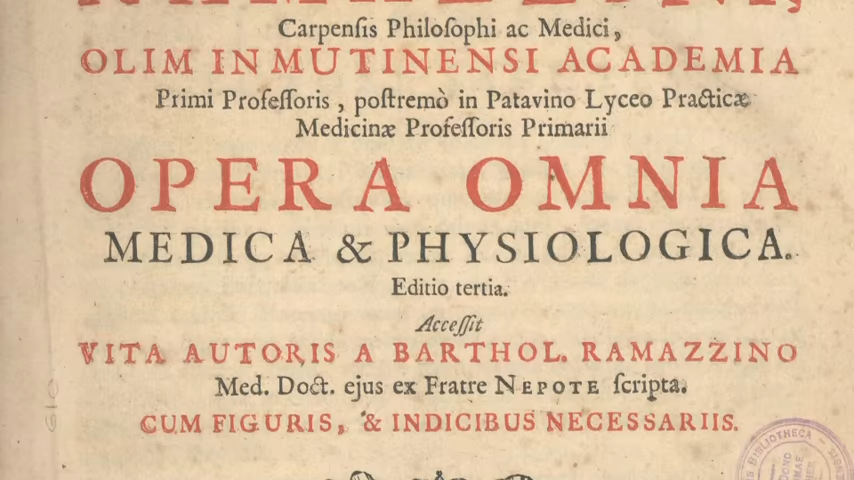 Carpenſis Philoſophi ac Medici,
OLIM IN MUTINENSI ACADEMIA
Primi Profeſſoris, poſtremò in Patavino Lyceo Practicæ
Medicinæ Profeſſoris Primarii
OPERA OMNIA
MEDICA & PHYSIOLOGICA.
Editio tertia.
Acceſſit
VITA AUTORIS A BARTHOL. RAMAZZINO
Med. Doct. ejus ex Fratre NEPOTE ſcripta.
CUM FIGURIS, & INDICIBUS NECESSARIIS.
BIBLIOTHECA
DONO